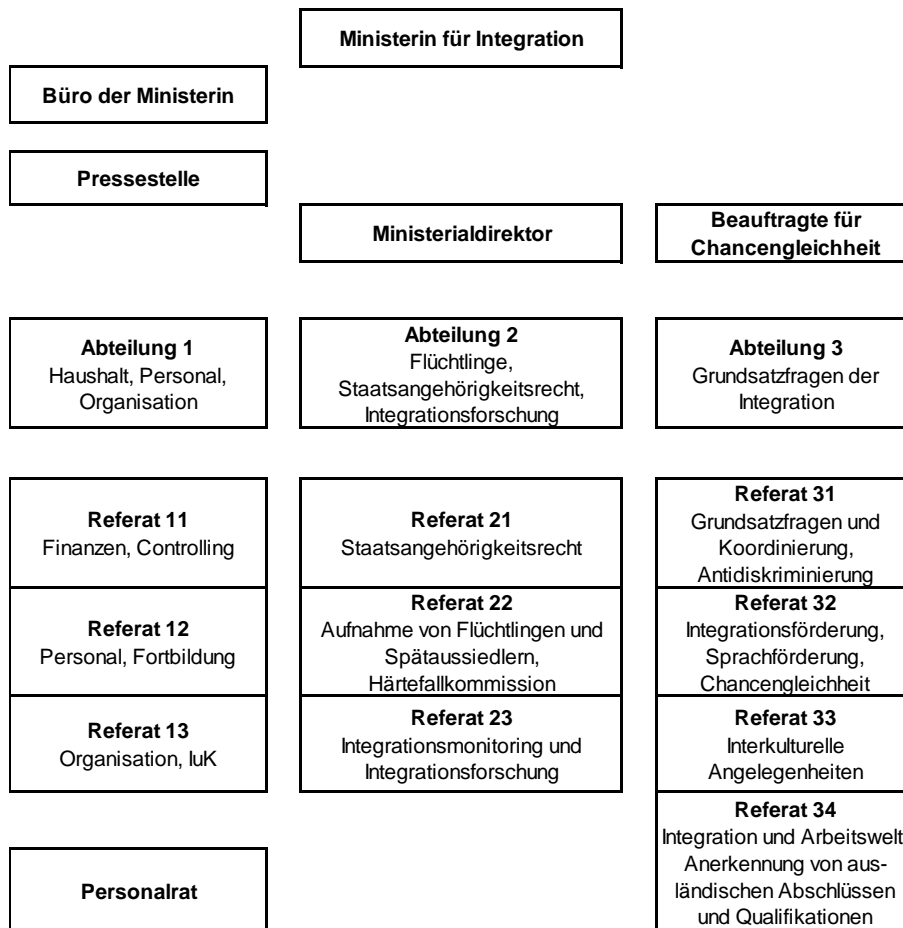 Ministerin für Integration
Büro der Ministerin
Pressestelle
Ministerialdirektor
Beauftragte für
Chancengleichheit
Abteilung 1
Haushalt, Personal,
Organisation
Abteilung 2
Flüchtlinge,
Staatsangehörigkeitsrecht,
Integrationsforschung
Abteilung 3
Grundsatzfragen der
Integration
Referat 11
Finanzen, Controlling
Referat 21
Staatsangehörigkeitsrecht
Referat 31
Grundsatzfragen und
Koordinierung,
Antidiskriminierung
Referat 12
Personal, Fortbildung
Referat 22
Aufnahme von Flüchtlingen und
Spätaussiedlern,
Härtefallkommission
Referat 32
Integrationsförderung,
Sprachförderung,
Chancengleichheit
Referat 13
Organisation, IuK
Referat 23
Integrationsmonitoring und
Integrationsforschung
Referat 33
Interkulturelle
Angelegenheiten
Referat 34
Integration und Arbeitswelt
Anerkennung von aus-
ländischen Abschlüssen
und Qualifikationen
Personalrat